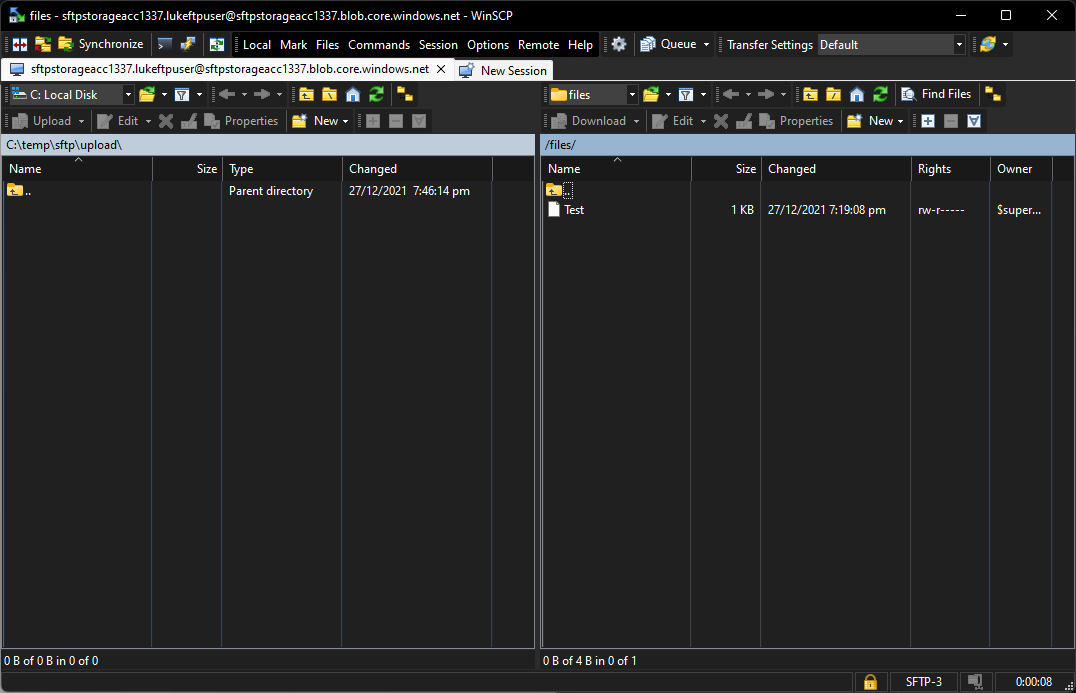 files - sftpstorageacc1337.lukeftpuser@sftpstorageacc1337.blob.core.windows.net - WinSCP
Synchronize Local Mark Files Commands Session Options Remote Help Queue Transfer Settings Default
sftpstorageacc1337.lukeftpuser@sftpstorageacc1337.blob.core.windows.net New Session
C: Local Disk files Find Files
Upload Edit Properties New Download Edit Properties New
C:\temp\sftp\upload\ /files/
Name Size Type Changed Name Size Changed Rights Owner
.. Parent directory 27/12/2021 7:46:14 pm ..
Test 1 KB 27/12/2021 7:19:08 pm rw-r----- $super...
0 B of 0 B in 0 of 0 0 B of 4 B in 0 of 1
SFTP-3 0:00:08